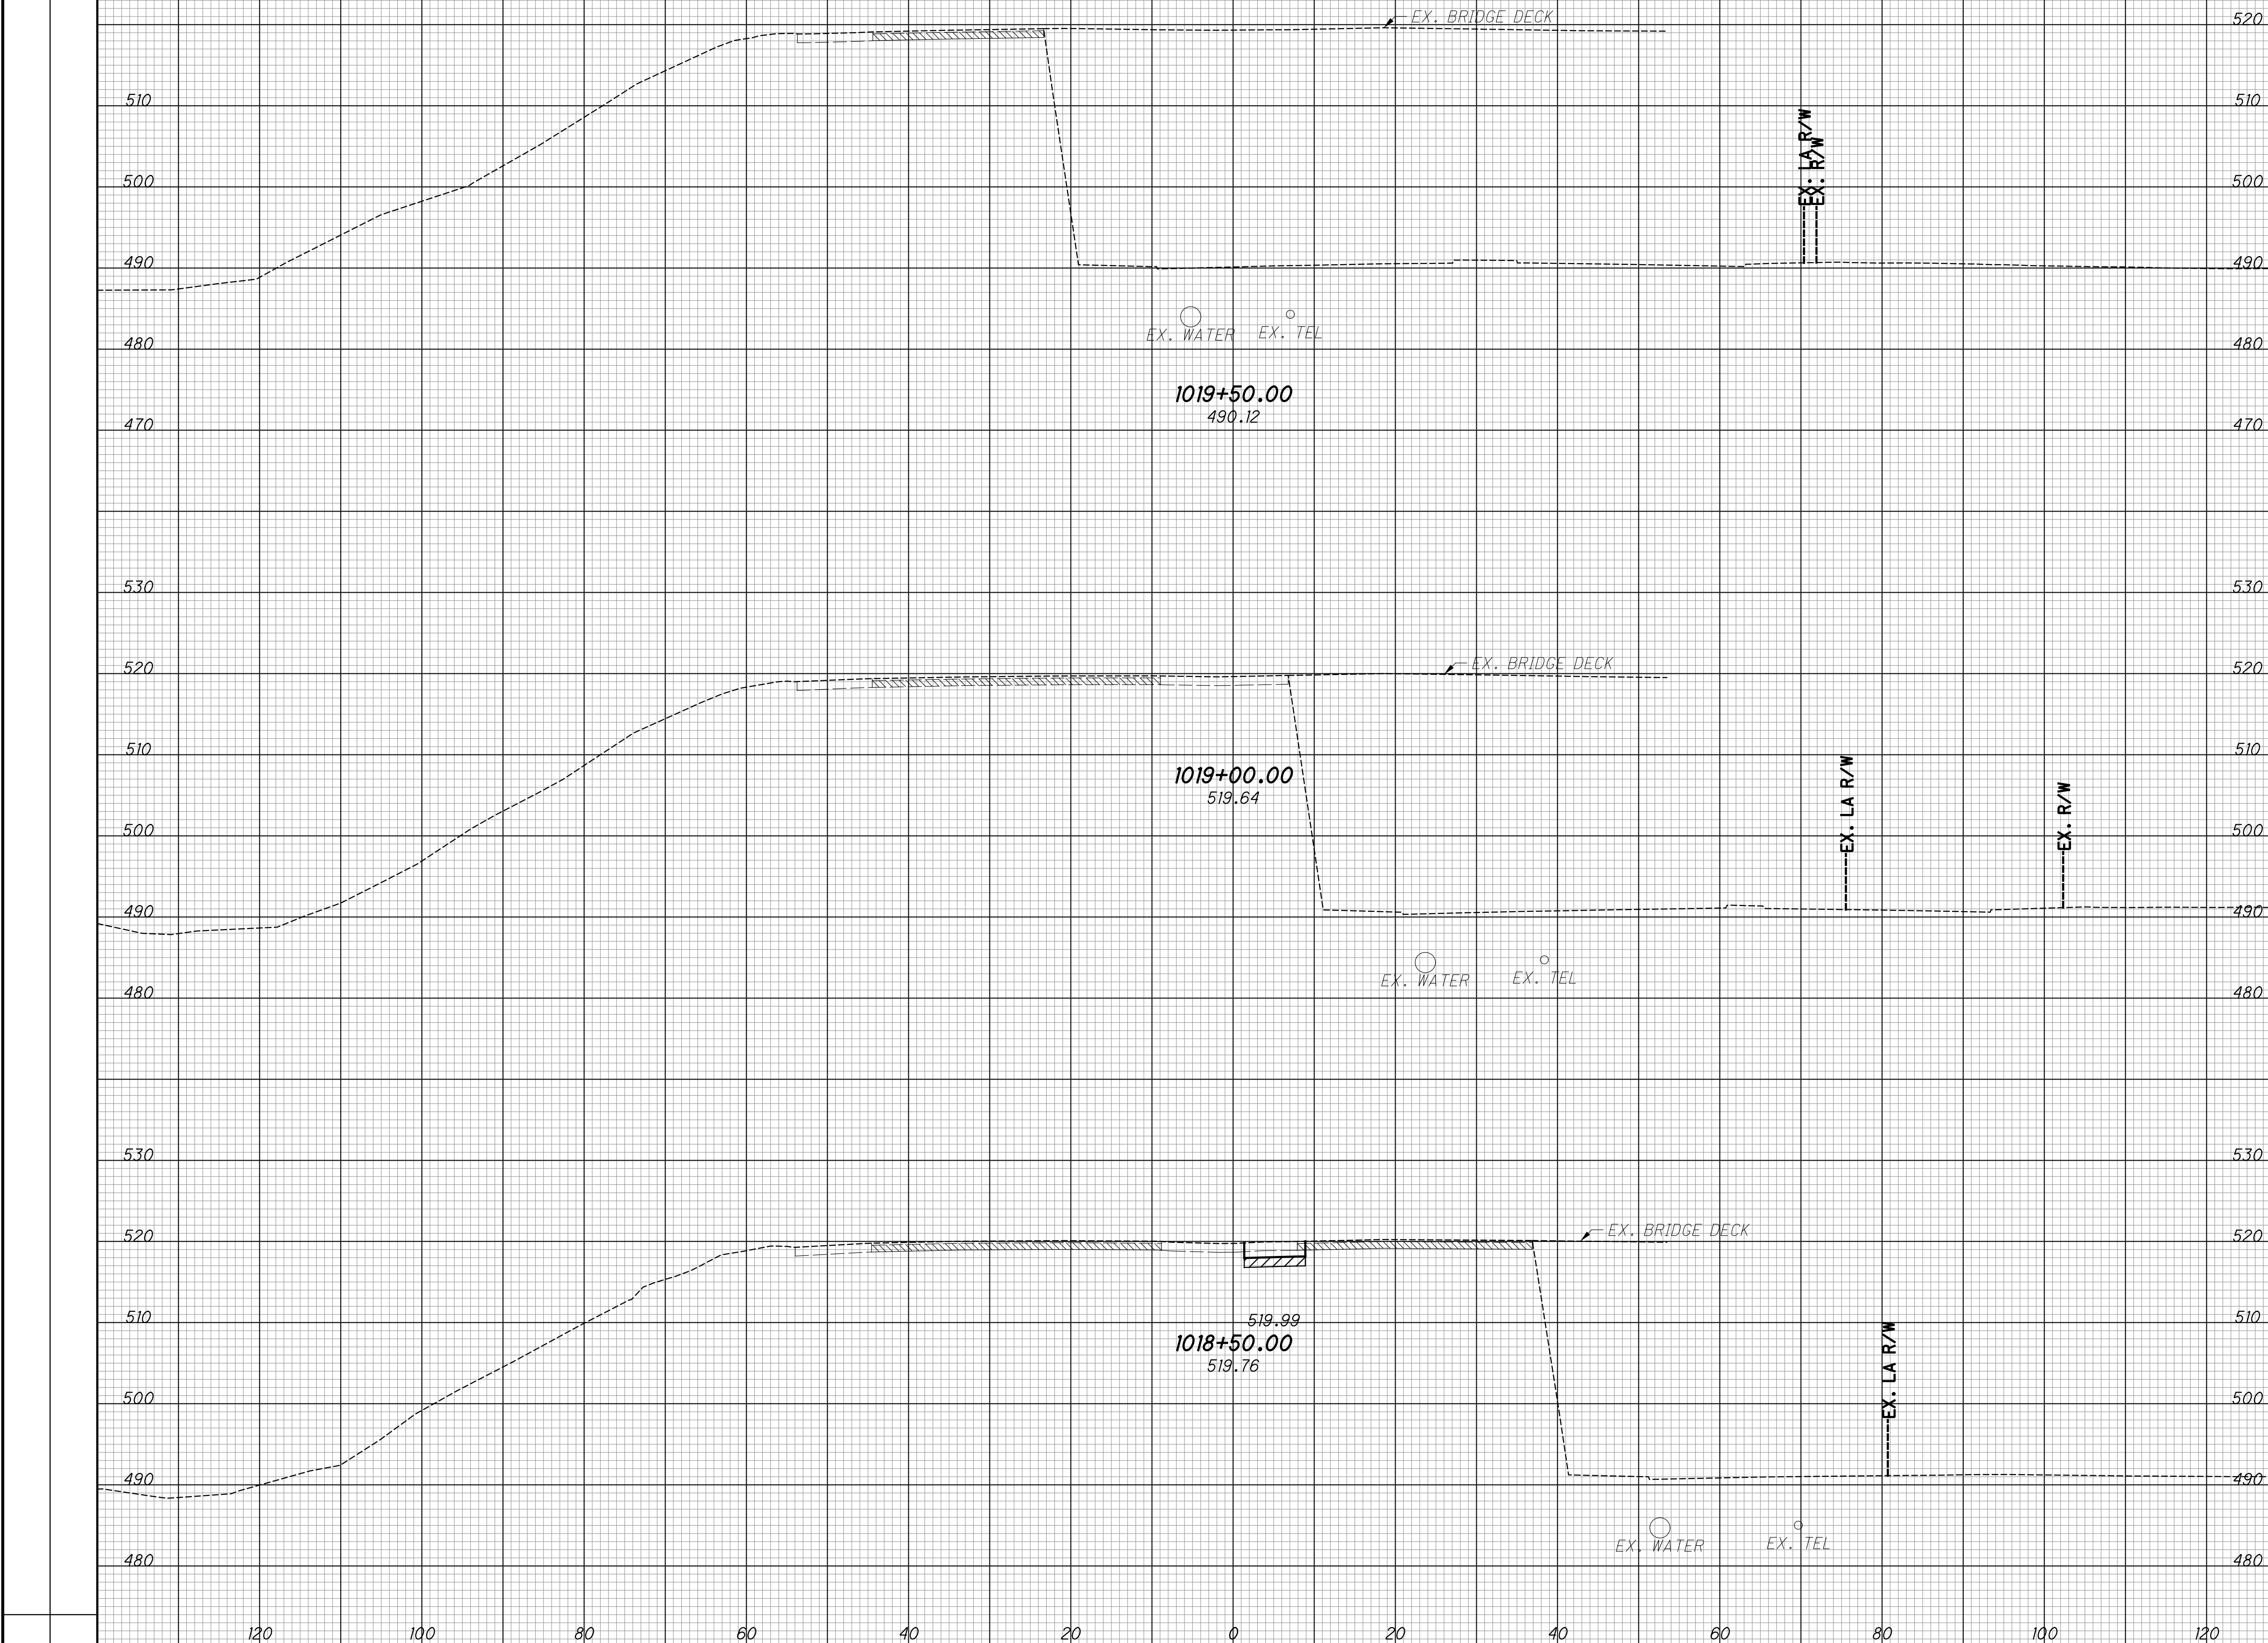 EX. BRIDGE DECK
520
510 510
EX. LA R/W
EX. R/W
500 500
490 490
EX. WATER EX. TEL
480 480
1019+50.00
490.12
470 470
530 530
EX. BRIDGE DECK
520 520
510 510
1019+00.00
519.64
EX. LA R/W
EX. R/W
500 500
490 490
EX. WATER EX. TEL
480 480
530 530
EX. BRIDGE DECK
520 520
510 510
519.99
1018+50.00
519.76
EX. LA R/W
500 500
490 490
EX. WATER EX. TEL
480 480
120 100 80 60 40 20 0 20 40 60 80 100 120